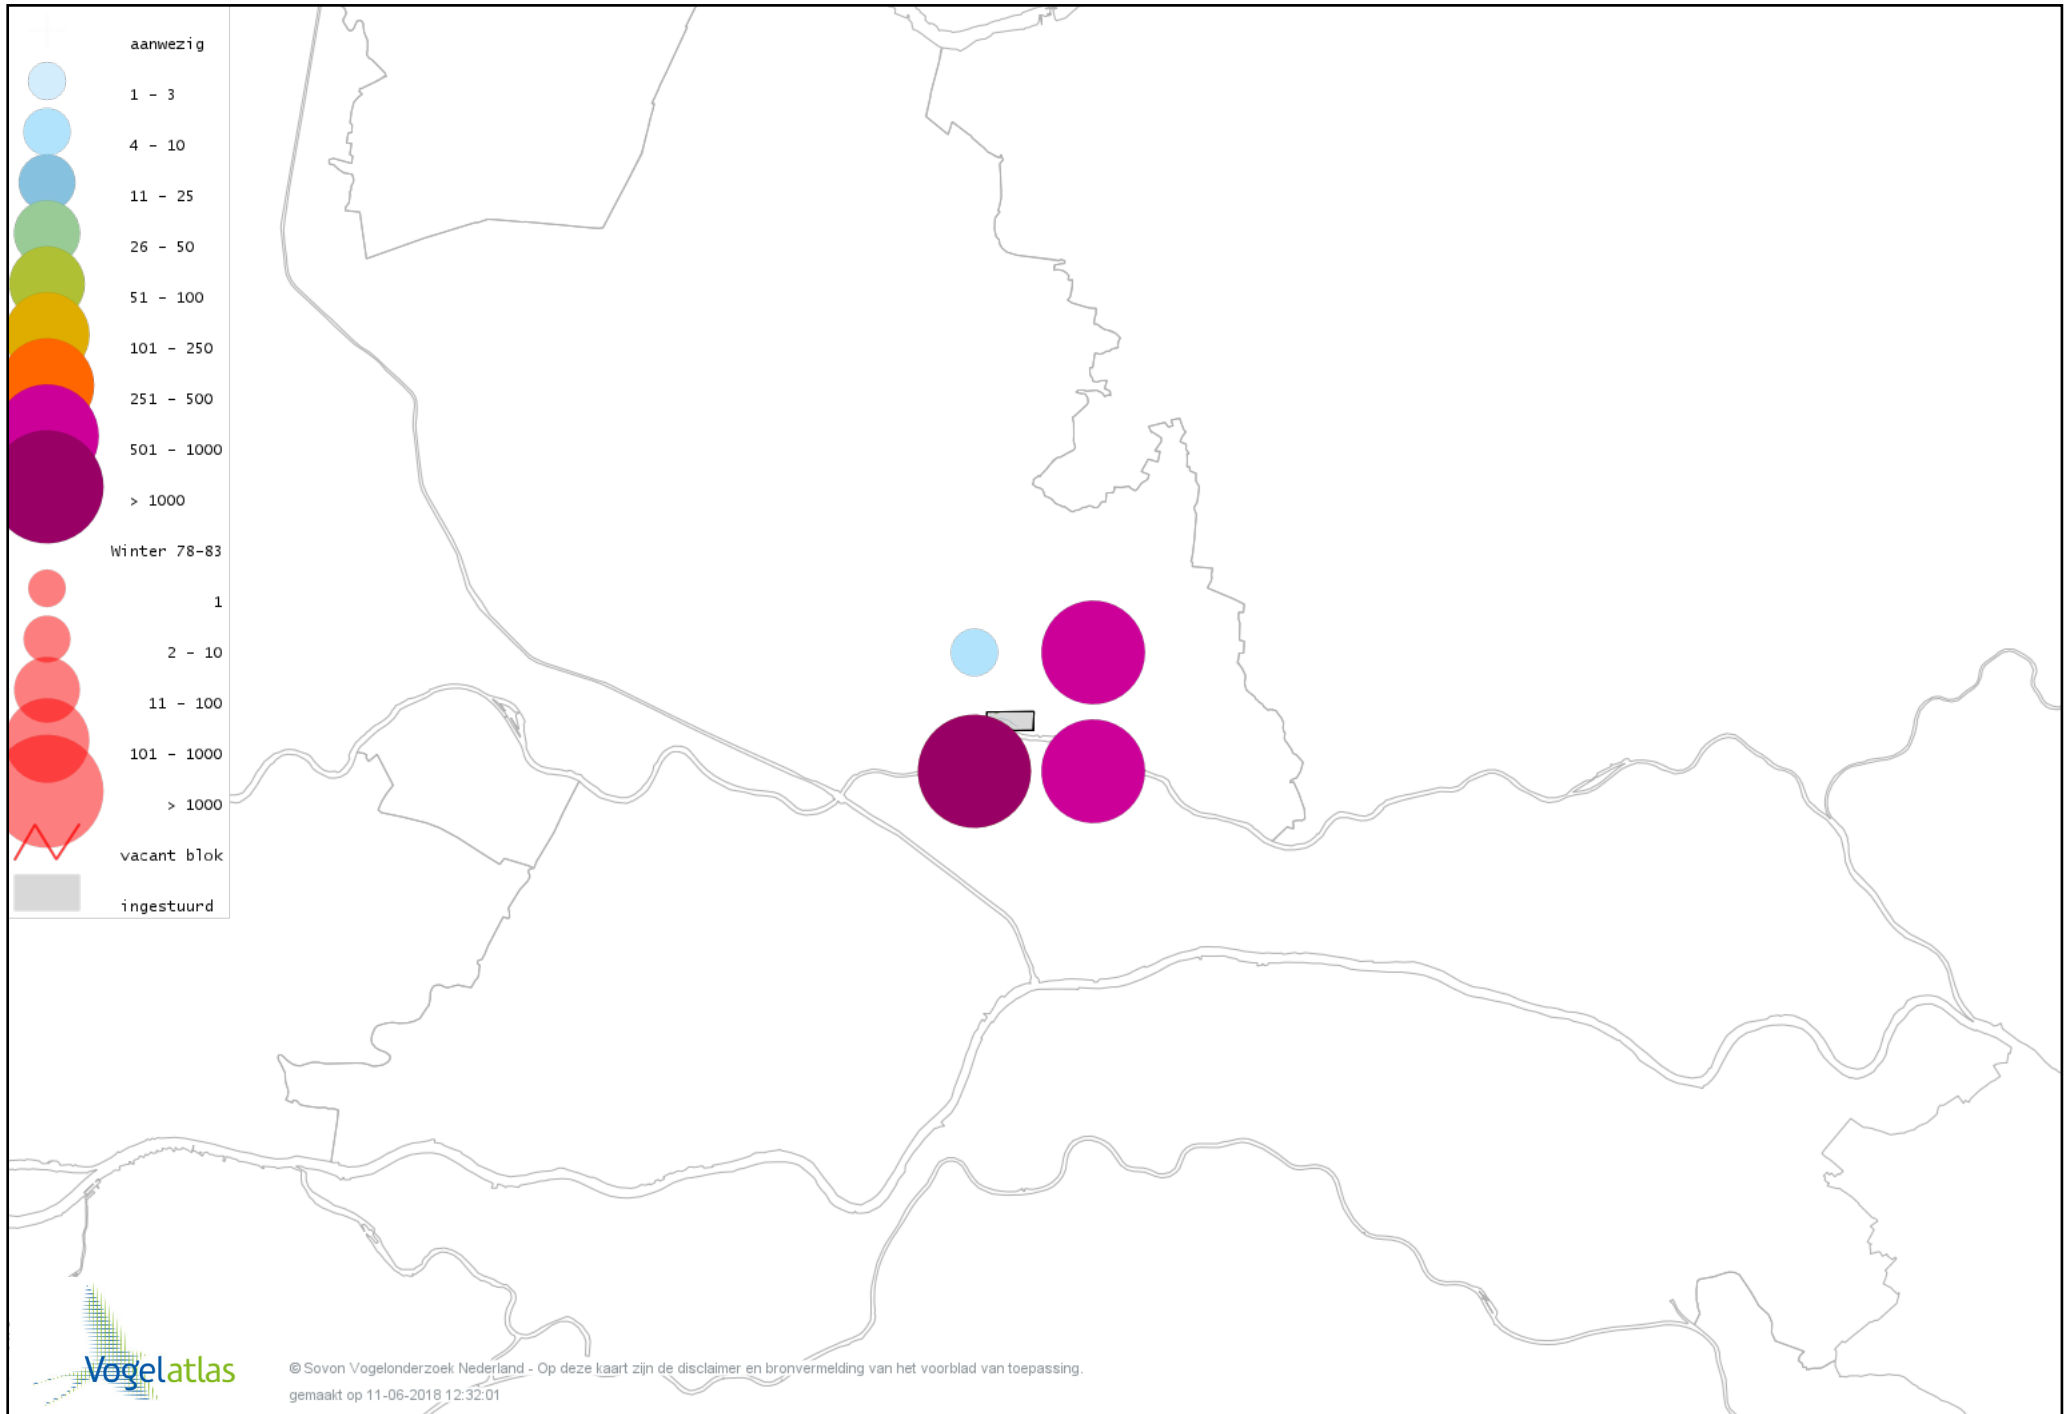 aanwezig
1 - 3
4 - 10
11 - 25
26 - 50
51 - 100
101 - 250
251 - 500
501 - 1000
> 1000
Winter 78-83
1
2 - 10
11 - 100
101 - 1000
> 1000
vacant blok
ingestuurd
Vogelatlas
© Sovon Vogelonderzoek Nederland - Op deze kaart zijn de disclaimer en bronvermelding van het voorblad van toepassing.
gemaakt op 11-06-2018 12:32:01